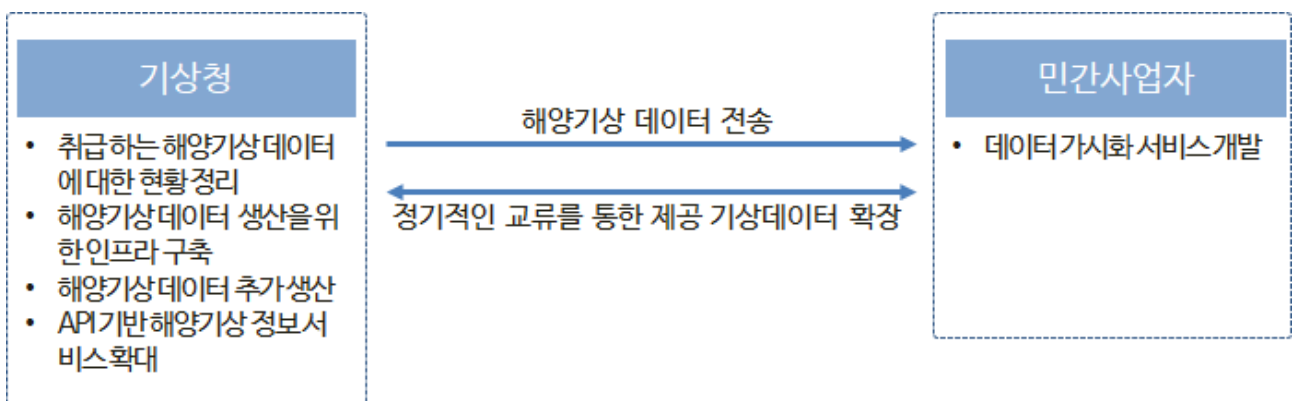 기상청
• 취급하는 해양기상 데이터
에 대한 현황 정리
• 해양기상 데이터 생산을 위
한 인프라 구축
• 해양기상 데이터 추가 생산
• API 기반 해양기상 정보 서
비스 확대
해양기상 데이터 전송
정기적인 교류를 통한 제공 기상데이터 확장
민간사업자
• 데이터 가시화 서비스 개발